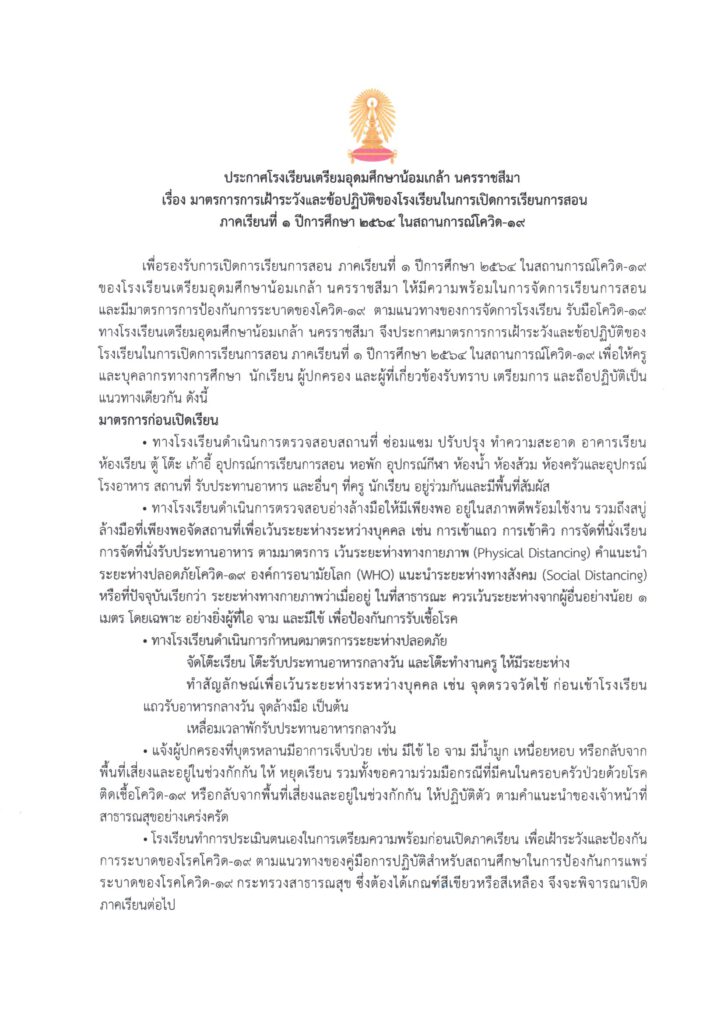 ประกาศโรงเรียนเตรียมอุดมศึกษาน้อมเกล้า นครราชสีมา
เรื่อง มาตรการการเฝ้าระวังและข้อปฏิบัติของโรงเรียนในการเปิดการเรียนการสอน
ภาคเรียนที่ ๑ ปีการศึกษา ๒๕๖๔ ในสถานการณ์โควิด-๑๙
เพื่อรองรับการเปิดการเรียนการสอน ภาคเรียนที่ ๑ ปีการศึกษา ๒๕๖๔ ในสถานการณ์โควิด-๑๙
ของโรงเรียนเตรียมอุดมศึกษาน้อมเกล้า นครราชสีมา ให้มีความพร้อมในการจัดการเรียนการสอน
และมีมาตรการการป้องกันการระบาดของโควิด-๑๙ ตามแนวทางของการจัดการโรงเรียน รับมือโควิด-๑๙
ทางโรงเรียนเตรียมอุดมศึกษาน้อมเกล้า นครราชสีมา จึงประกาศมาตรการการเฝ้าระวังและข้อปฏิบัติของ
โรงเรียนในการเปิดการเรียนการสอน ภาคเรียนที่ ๑ ปีการศึกษา ๒๕๖๔ ในสถานการณ์โควิด-๑๙ เพื่อให้ครู
และบุคลากรทางการศึกษา นักเรียน ผู้ปกครอง และผู้ที่เกี่ยวข้องรับทราบ เตรียมการ และถือปฏิบัติเป็น
แนวทางเดียวกัน ดังนี้
มาตรการก่อนเปิดเรียน
• ทางโรงเรียนดำเนินการตรวจสอบสถานที่ ซ่อมแซม ปรับปรุง ทำความสะอาด อาคารเรียน
ห้องเรียน ตู้ โต๊ะ เก้าอี้ อุปกรณ์การเรียนการสอน หอพัก อุปกรณ์กีฬา ห้องน้ำ ห้องส้วม ห้องครัวและอุปกรณ์
โรงอาหาร สถานที่ รับประทานอาหาร และอื่นๆ ที่ครู นักเรียน อยู่ร่วมกันและมีพื้นที่สัมผัส
• ทางโรงเรียนดำเนินการตรวจสอบอ่างล้างมือให้มีเพียงพอ อยู่ในสภาพดีพร้อมใช้งาน รวมถึงสบู่
ล้างมือที่เพียงพอจัดสถานที่เพื่อเว้นระยะห่างระหว่างบุคคล เช่น การเข้าแถว การเข้าคิว การจัดที่นั่งเรียน
การจัดที่นั่งรับประทานอาหาร ตามมาตรการ เว้นระยะห่างทางกายภาพ (Physical Distancing) คำแนะนำ
ระยะห่างปลอดภัยโควิด-๑๙ องค์การอนามัยโลก (WHO) แนะนำระยะห่างทางสังคม (Social Distancing)
หรือที่ปัจจุบันเรียกว่า ระยะห่างทางกายภาพว่าเมื่ออยู่ ในที่สาธารณะ ควรเว้นระยะห่างจากผู้อื่นอย่างน้อย ๑
เมตร โดยเฉพาะ อย่างยิ่งผู้ที่ไอ จาม และมีไข้ เพื่อป้องกันการรับเชื้อโรค
• ทางโรงเรียนดำเนินการกำหนดมาตรการระยะห่างปลอดภัย
จัดโต๊ะเรียน โต๊ะรับประทานอาหารกลางวัน และโต๊ะทำงานครู ให้มีระยะห่าง
ทำสัญลักษณ์เพื่อเว้นระยะห่างระหว่างบุคคล เช่น จุดตรวจวัดไข้ ก่อนเข้าโรงเรียน
แถวรับอาหารกลางวัน จุดล้างมือ เป็นต้น
เหลื่อมเวลาพักรับประทานอาหารกลางวัน
• แจ้งผู้ปกครองที่บุตรหลานมีอาการเจ็บป่วย เช่น มีไข้ ไอ จาม มีน้ำมูก เหนื่อยหอบ หรือกลับจาก
พื้นที่เสี่ยงและอยู่ในช่วงกักกัน ให้ หยุดเรียน รวมทั้งขอความร่วมมือกรณีที่มีคนในครอบครัวป่วยด้วยโรค
ติดเชื้อโควิด-๑๙ หรือกลับจากพื้นที่เสี่ยงและอยู่ในช่วงกักกัน ให้ปฏิบัติตัว ตามคำแนะนำของเจ้าหน้าที่
สาธารณสุขอย่างเคร่งครัด
• โรงเรียนทำการประเมินตนเองในการเตรียมความพร้อมก่อนเปิดภาคเรียน เพื่อเฝ้าระวังและป้องกัน
การระบาดของโรคโควิด-๑๙ ตามแนวทางของคู่มือการปฏิบัติสำหรับสถานศึกษาในการป้องกันการแพร่
ระบาดของโรคโควิด-๑๙ กระทรวงสาธารณสุข ซึ่งต้องได้เกณฑ์สีเขียวหรือสีเหลือง จึงจะพิจารณาเปิด
ภาคเรียนต่อไป